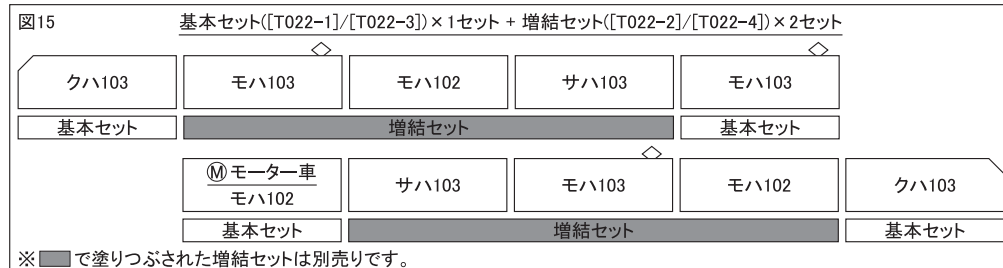 図15 基本セット([T022-1]/[T022-3])×1セット + 増結セット([T022-2]/[T022-4])×2セット
クハ103 モハ103 モハ102 サハ103 モハ103
基本セット 増結セット 基本セット
Ⓜモーター車
モハ102 サハ103 モハ103 モハ102 クハ103
基本セット 増結セット 基本セット
※ で塗りつぶされた増結セットは別売りです。